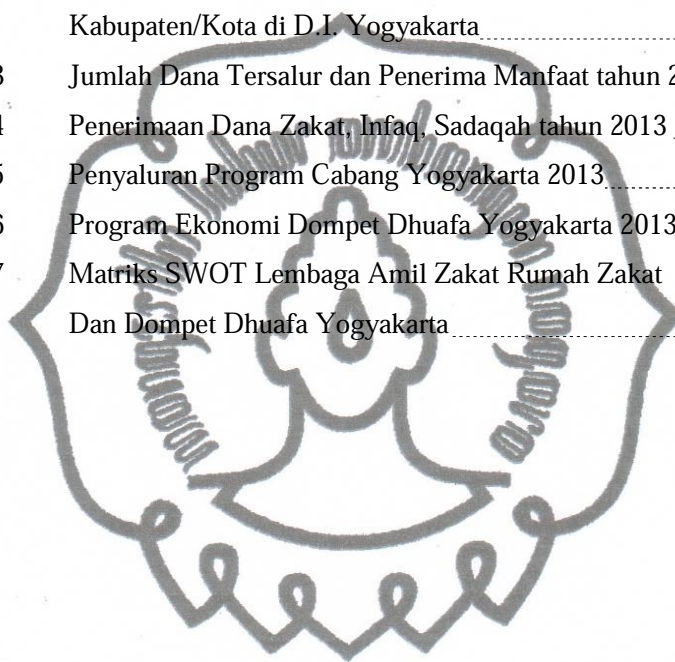 Kabupaten/Kota di D.I. Yogyakarta
3 Jumlah Dana Tersalur dan Penerima Manfaat tahun 2
4 Penerimaan Dana Zakat, Infaq, Sadaqah tahun 2013
5 Penyaluran Program Cabang Yogyakarta 2013
6 Program Ekonomi Dompet Dhuafa Yogyakarta 2013
7 Matriks SWOT Lembaga Amil Zakat Rumah Zakat
Dan Dompet Dhuafa Yogyakarta